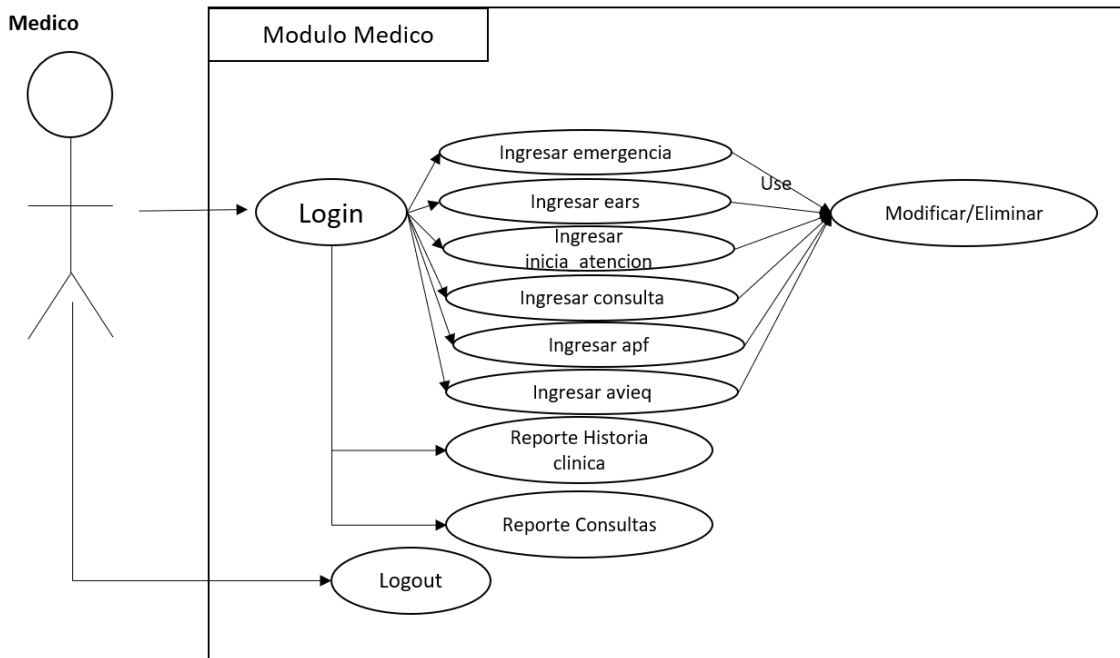 Medico
Modulo Medico
Ingresar emergencia
Use
Ingresar ears
Login
Modificar/Eliminar
Ingresar
inicia_atencion
Ingresar consulta
Ingresar apf
Ingresar avieq
Reporte Historia
clinica
Reporte Consultas
Logout